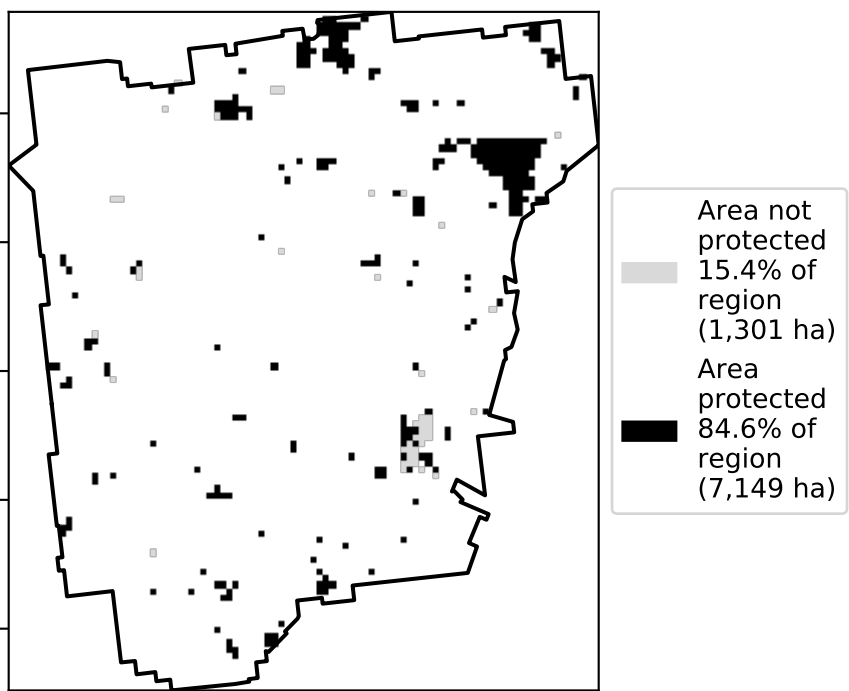 Area not
protected
15.4% of
region
(1,301 ha)
Area
protected
84.6% of
region
(7,149 ha)